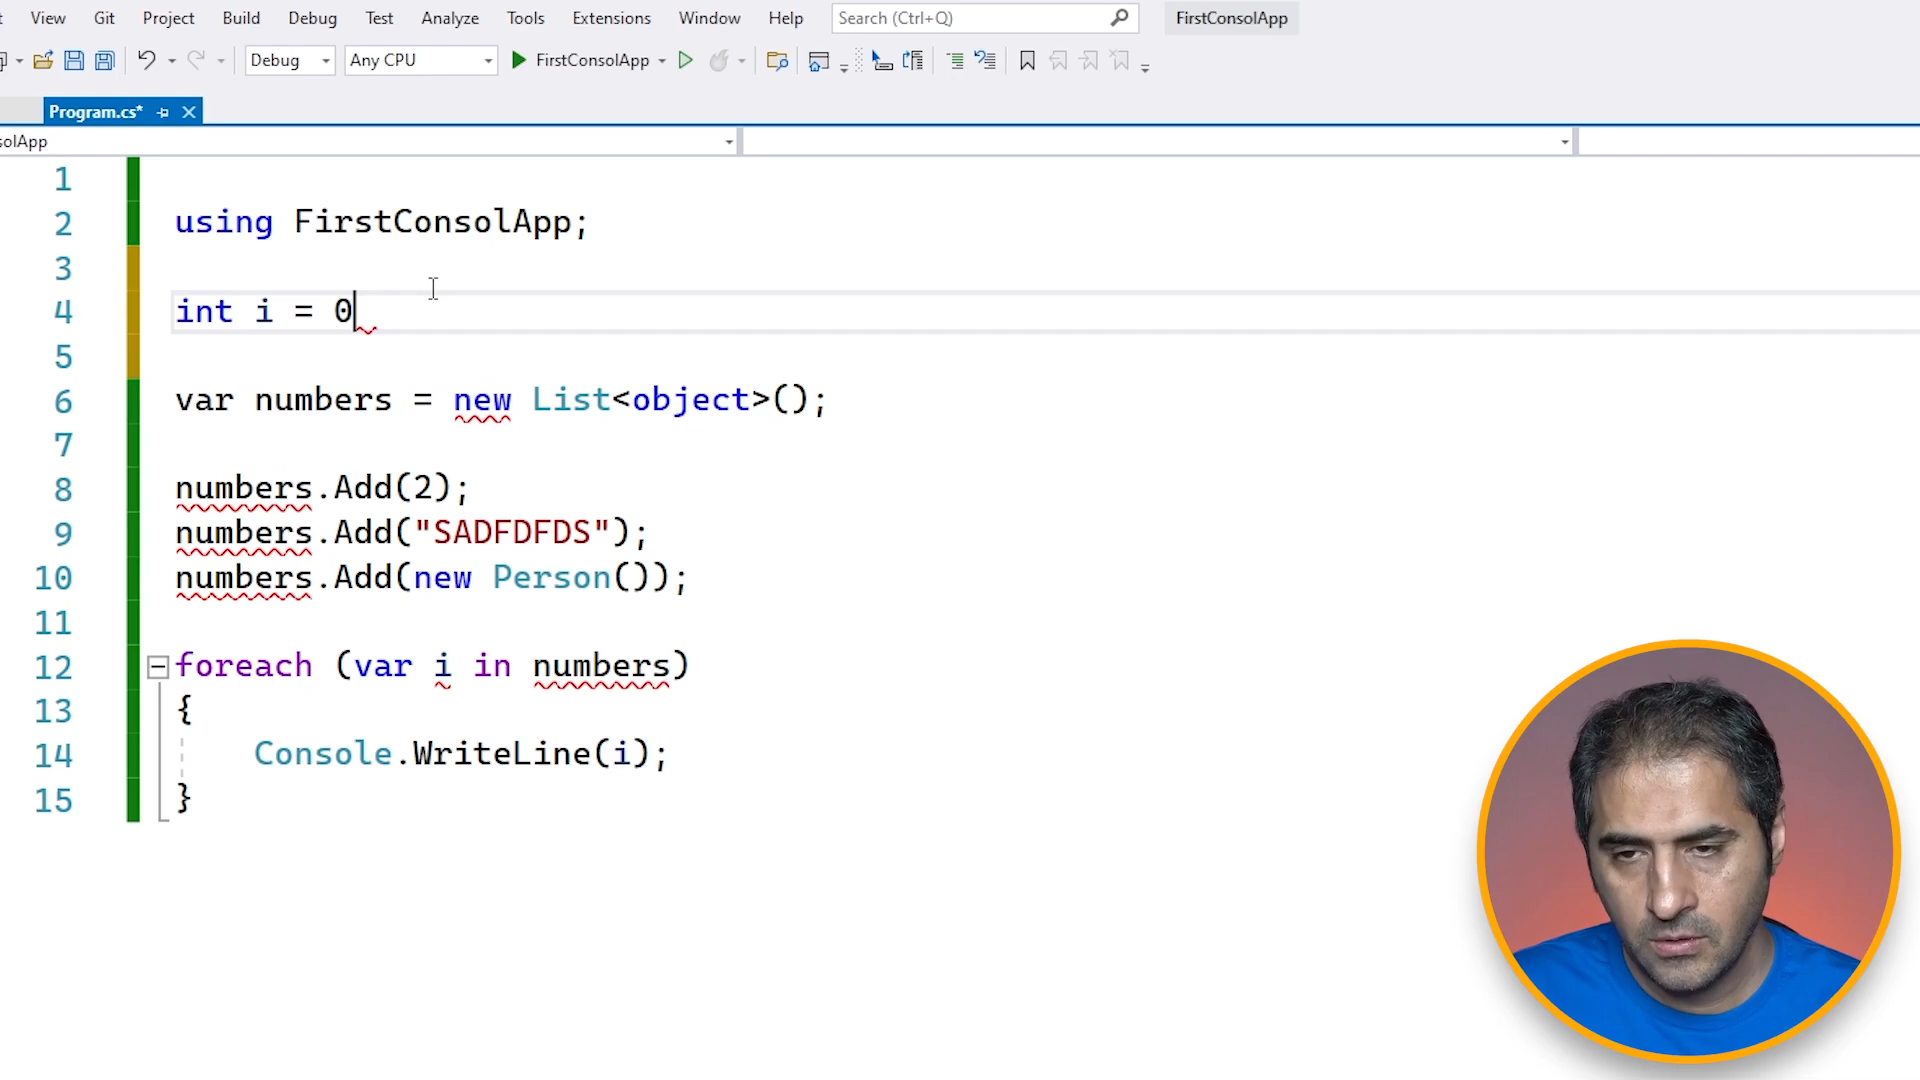 View Git Project Build Debug Test Analyze Tools Extensions Window Help Search (Ctrl+Q) FirstConsolApp
Debug Any CPU FirstConsolApp
Program.cs*
solApp
1
2 using FirstConsolApp;
3
4 int i = 0
5
6 var numbers = new List<object>();
7
8 numbers.Add(2);
9 numbers.Add("SADFDFDS");
10 numbers.Add(new Person());
11
12 foreach (var i in numbers)
13 {
14 Console.WriteLine(i);
15 }